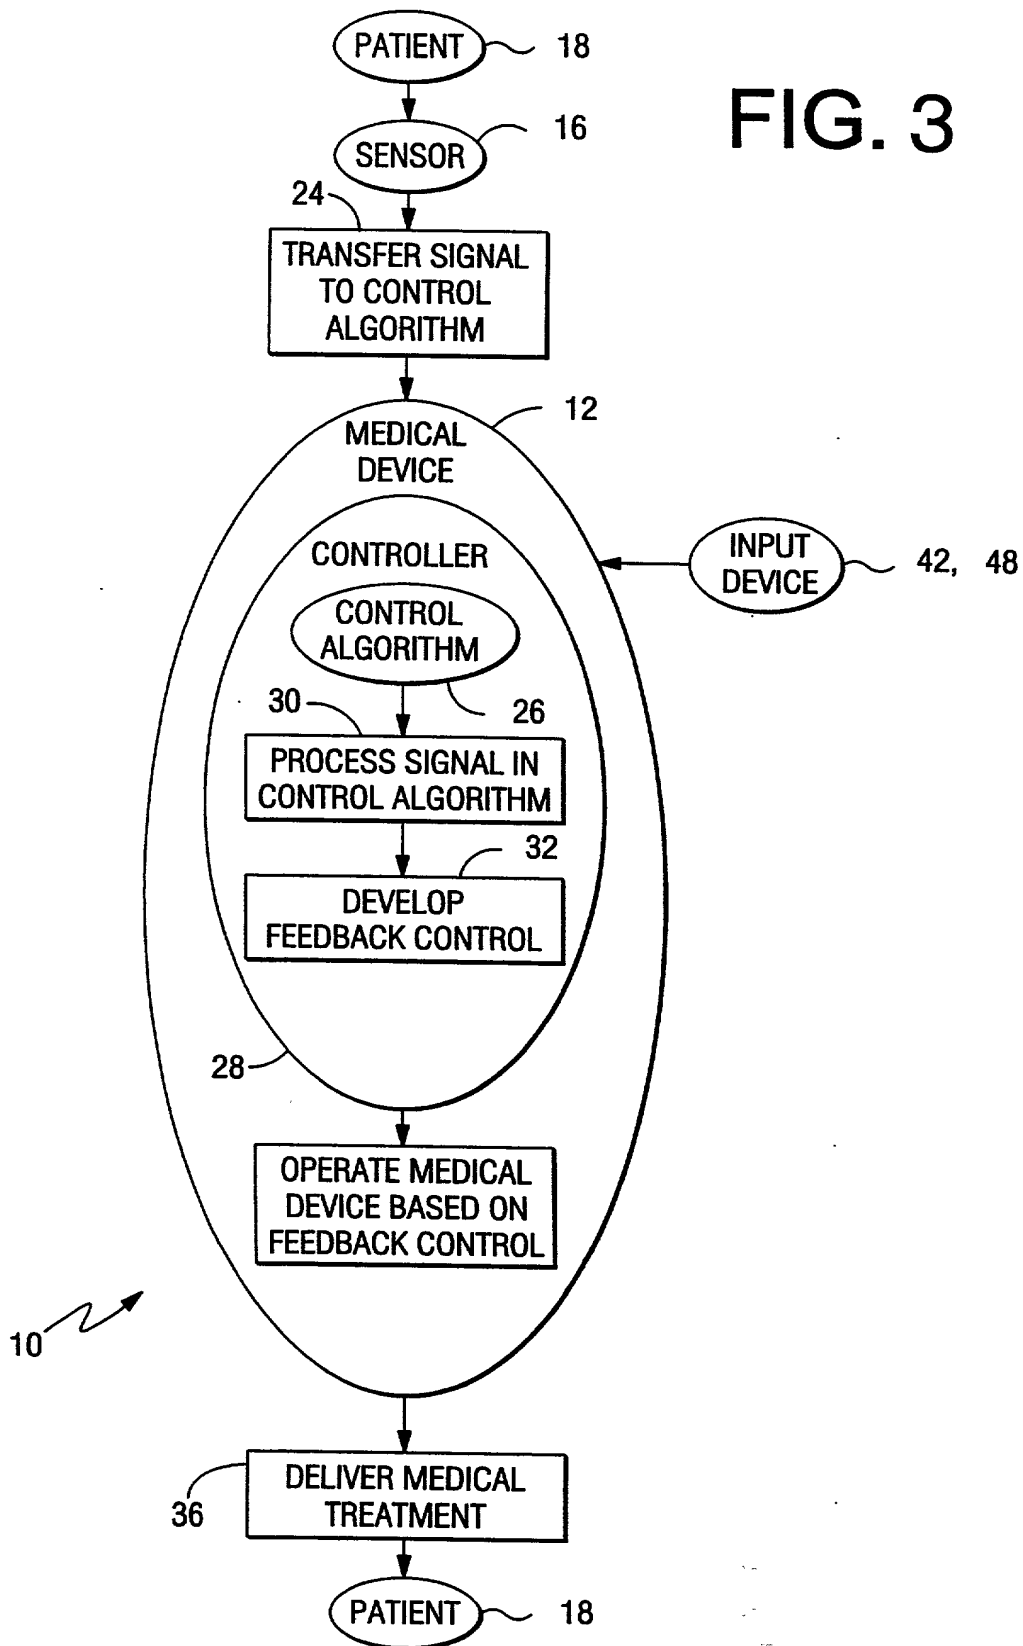 PATIENT
18
FIG. 3
SENSOR
16
24
TRANSFER SIGNAL
TO CONTROL
ALGORITHM
12
MEDICAL
DEVICE
INPUT
DEVICE
42, 48
CONTROLLER
CONTROL
ALGORITHM
26
30
PROCESS SIGNAL IN
CONTROL ALGORITHM
32
DEVELOP
FEEDBACK CONTROL
28
OPERATE MEDICAL
DEVICE BASED ON
FEEDBACK CONTROL
10
DELIVER MEDICAL
TREATMENT
36
PATIENT
18